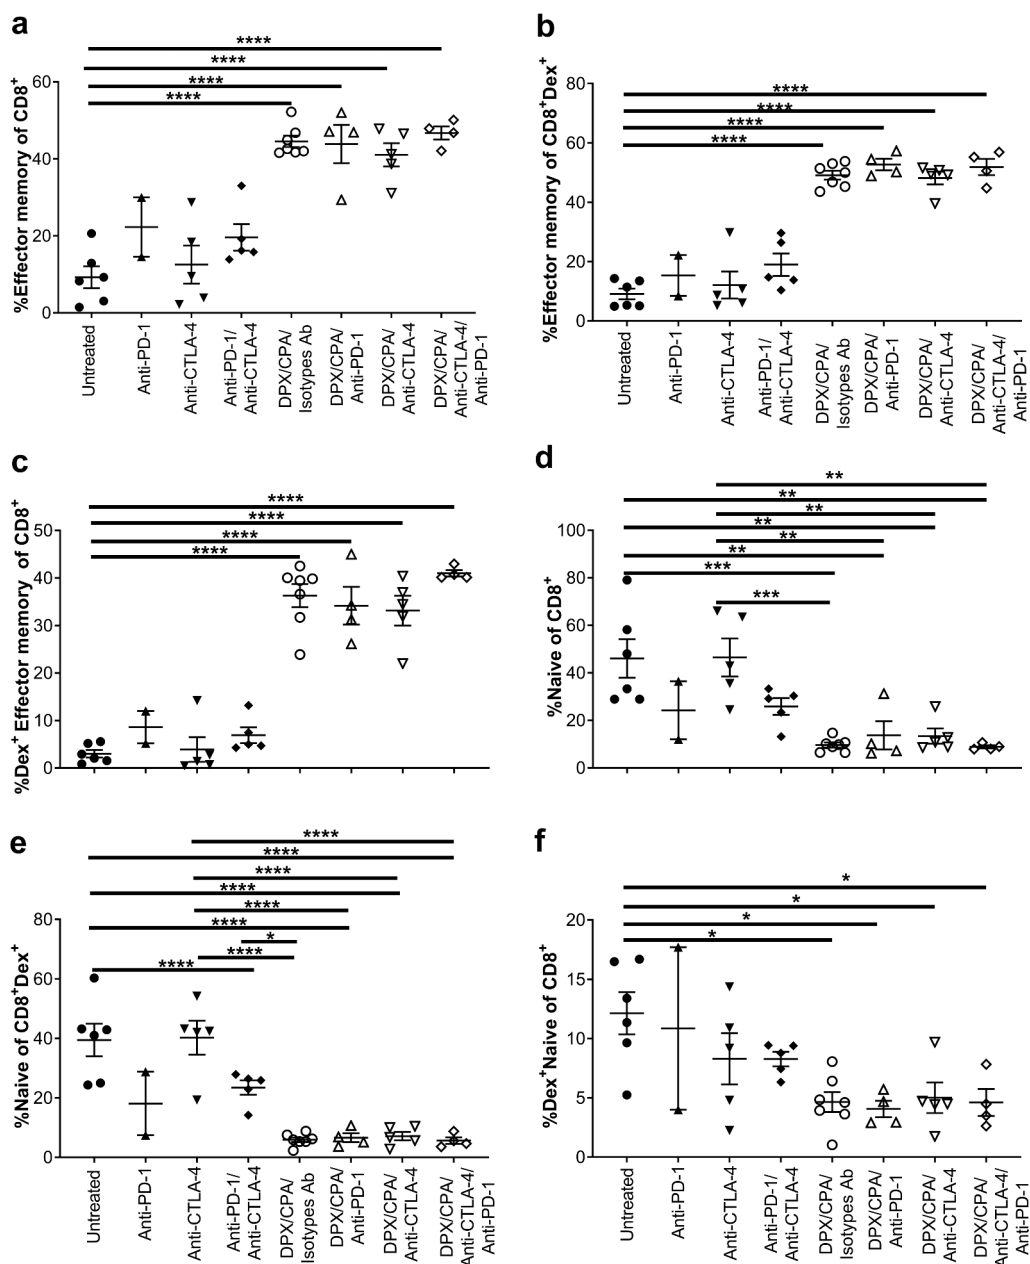 a
****
****
****
****
%Effector memory of CD8+
60
40
20
0
Untreated
Anti-PD-1
Anti-CTLA-4
Anti-PD-1/
Anti-CTLA-4
DPX/CPA/
Isotypes Ab
DPX/CPA/
Anti-PD-1
DPX/CPA/
Anti-CTLA-4
DPX/CPA/
Anti-CTLA-4/
Anti-PD-1
b
****
****
****
****
%Effector memory of CD8+Dex+
80
60
40
20
0
Untreated
Anti-PD-1
Anti-CTLA-4
Anti-PD-1/
Anti-CTLA-4
DPX/CPA/
Isotypes Ab
DPX/CPA/
Anti-PD-1
DPX/CPA/
Anti-CTLA-4
DPX/CPA/
Anti-CTLA-4/
Anti-PD-1
c
****
****
****
****
%Dex+ Effector memory of CD8+
50
40
30
20
10
0
d
**
**
**
**
**
**
***
***
%Naive of CD8+
100
80
60
40
20
0
e
****
****
****
****
****
****
*
****
****
%Naive of CD8+Dex+
80
60
40
20
0
Untreated
Anti-PD-1
Anti-CTLA-4
Anti-PD-1/
Anti-CTLA-4
DPX/CPA/
Isotypes Ab
DPX/CPA/
Anti-PD-1
DPX/CPA/
Anti-CTLA-4
DPX/CPA/
Anti-CTLA-4/
Anti-PD-1
f
*
*
*
*
%Dex+Naive of CD8+
20
15
10
5
0
Untreated
Anti-PD-1
Anti-CTLA-4
Anti-PD-1/
Anti-CTLA-4
DPX/CPA/
Isotypes Ab
DPX/CPA/
Anti-PD-1
DPX/CPA/
Anti-CTLA-4
DPX/CPA/
Anti-CTLA-4/
Anti-PD-1